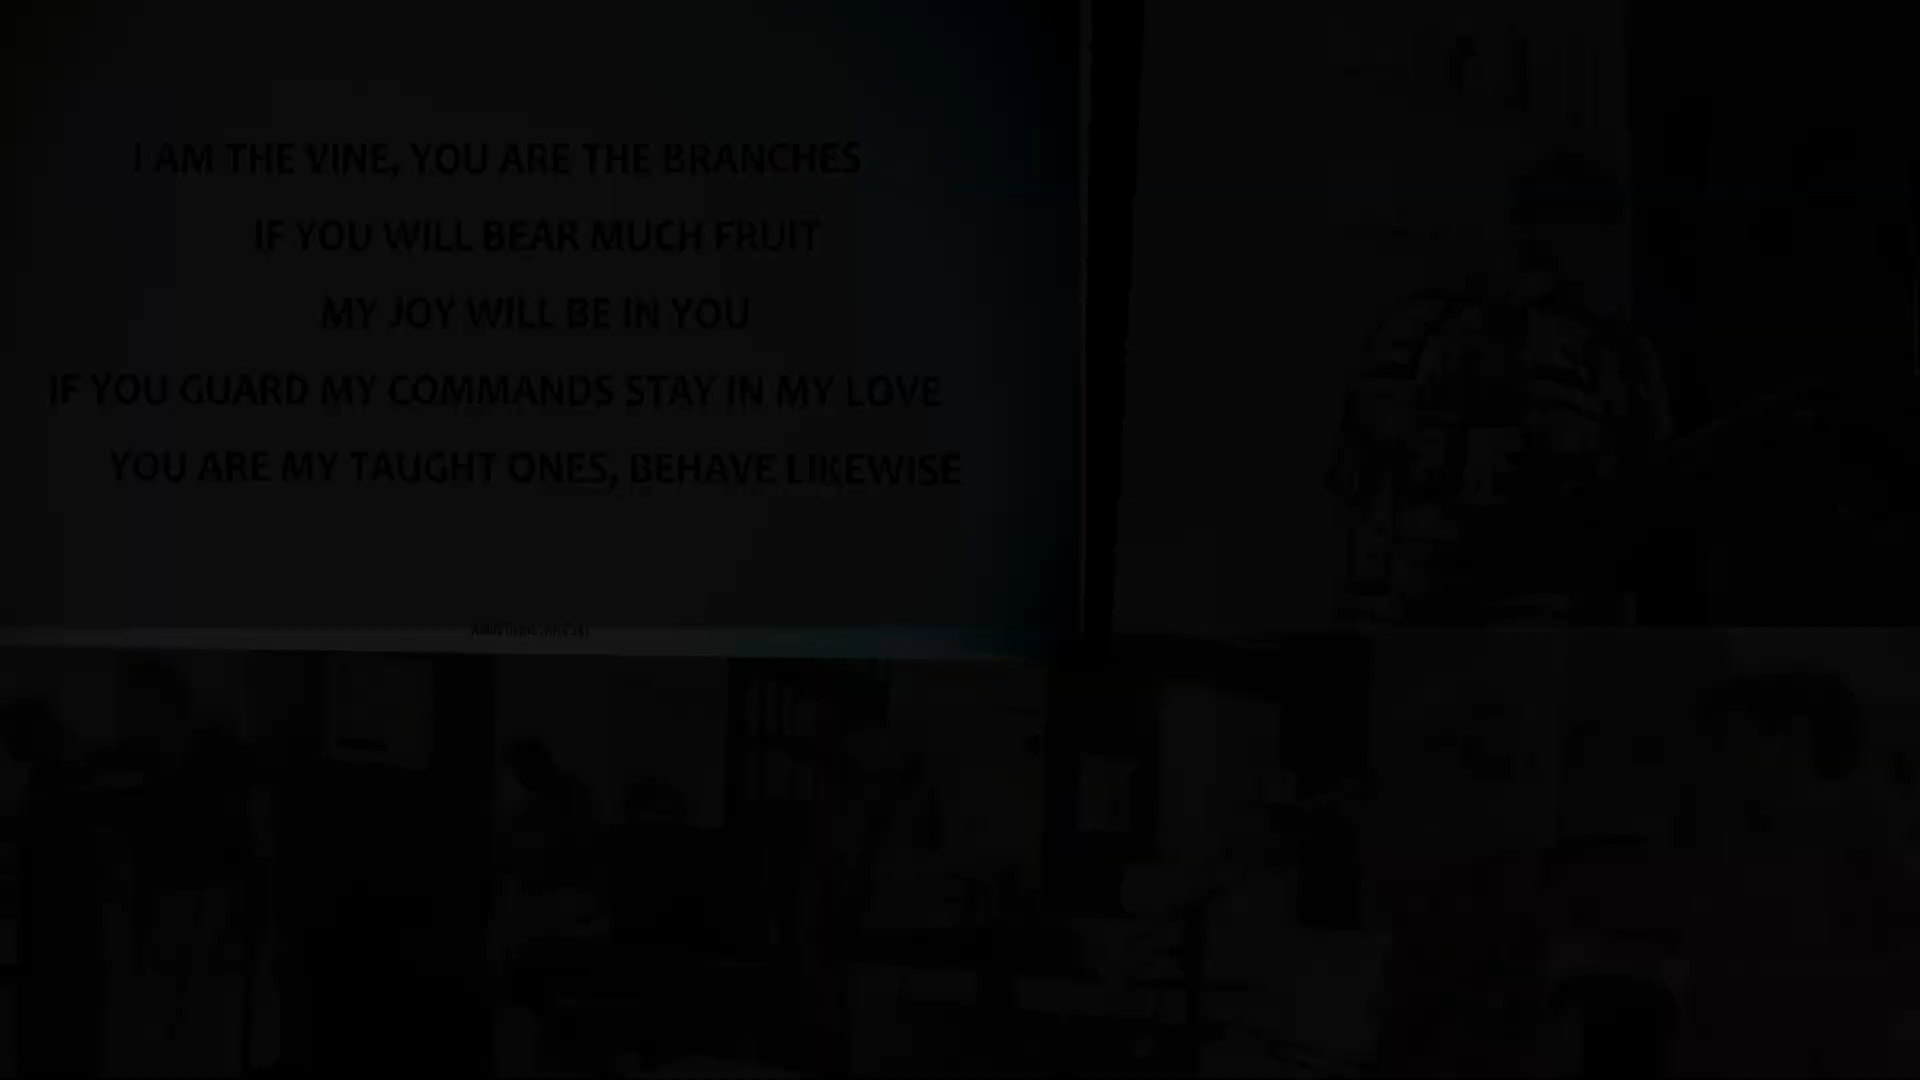 I AM THE VINE, YOU ARE THE BRANCHES
IF YOU WILL BEAR MUCH FRUIT
MY JOY WILL BE IN YOU
IF YOU GUARD MY COMMANDS STAY IN MY LOVE
YOU ARE MY TAUGHT ONES, BEHAVE LIKEWISE